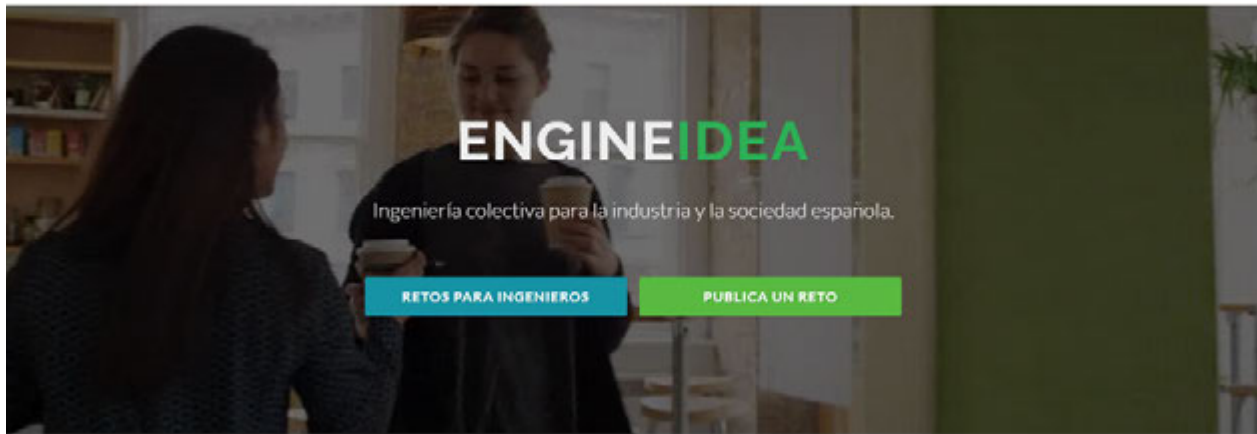 ENGINEIDEA
Ingeniería colectiva para la industria y la sociedad española.
RETOS PARA INGENIEROS
PUBLICA UN RETO